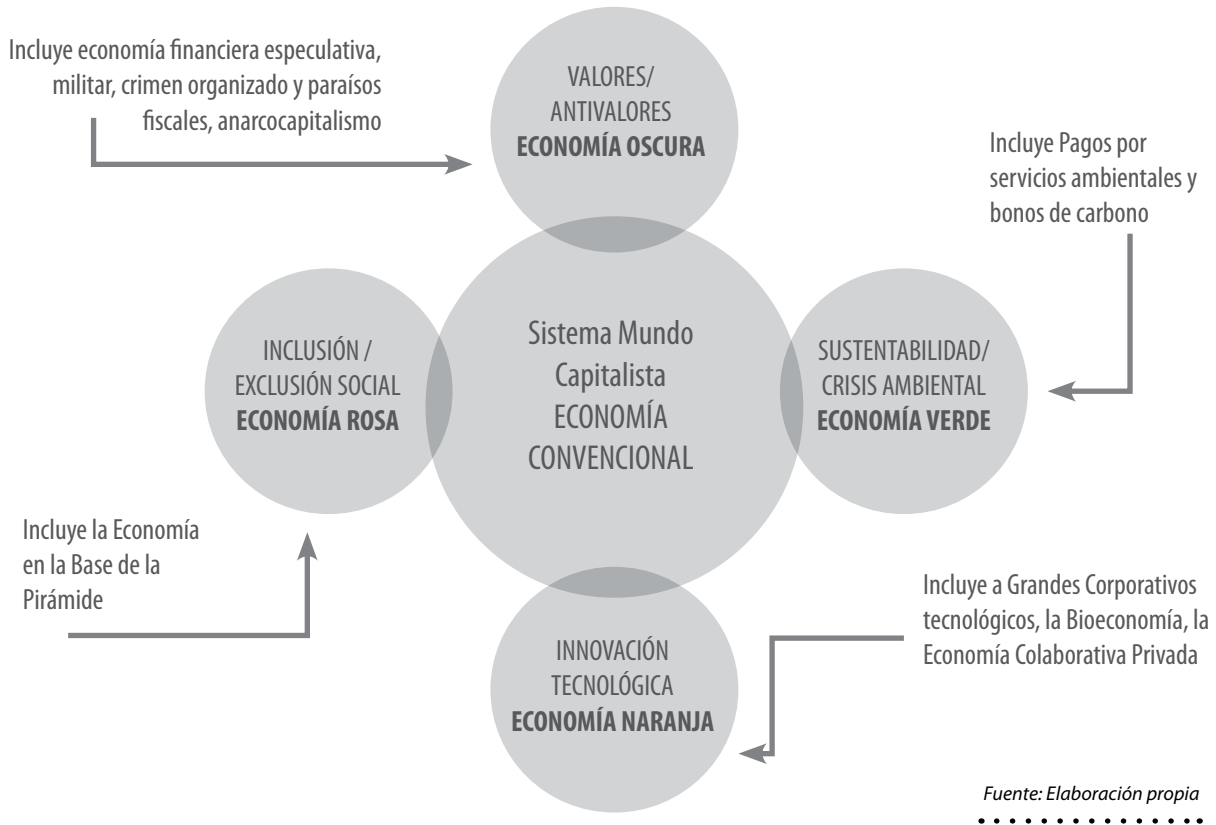 Incluye economía financiera especulativa,
militar, crimen organizado y paraísos
fiscales, anarcocapitalismo
VALORES/
ANTIVALORES
ECONOMÍA OSCURA
Incluye Pagos por
servicios ambientales y
bonos de carbono
INCLUSIÓN /
EXCLUSIÓN SOCIAL
ECONOMÍA ROSA
Sistema Mundo
Capitalista
ECONOMÍA
CONVENCIONAL
SUSTENTABILIDAD/
CRISIS AMBIENTAL
ECONOMÍA VERDE
Incluye la Economía
en la Base de la
Pirámide
INNOVACIÓN
TECNOLÓGICA
ECONOMÍA NARANJA
Incluye a Grandes Corporativos
tecnológicos, la Bioeconomía, la
Economía Colaborativa Privada
Fuente: Elaboración propia